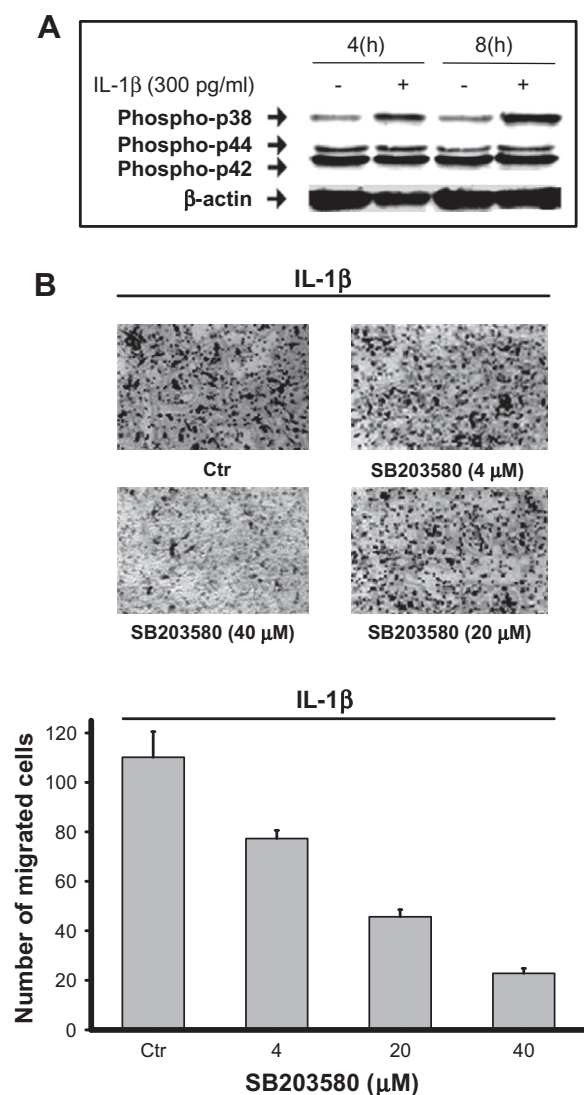 A
4(h) 8(h)
IL-1β (300 pg/ml) - + - +
Phospho-p38 ➔
Phospho-p44 ➔
Phospho-p42 ➔
β-actin ➔
B
IL-1β
Ctr
SB203580 (4 μM)
SB203580 (40 μM)
SB203580 (20 μM)
IL-1β
Number of migrated cells
120
100
80
60
40
20
0
Ctr 4 20 40
SB203580 (μM)